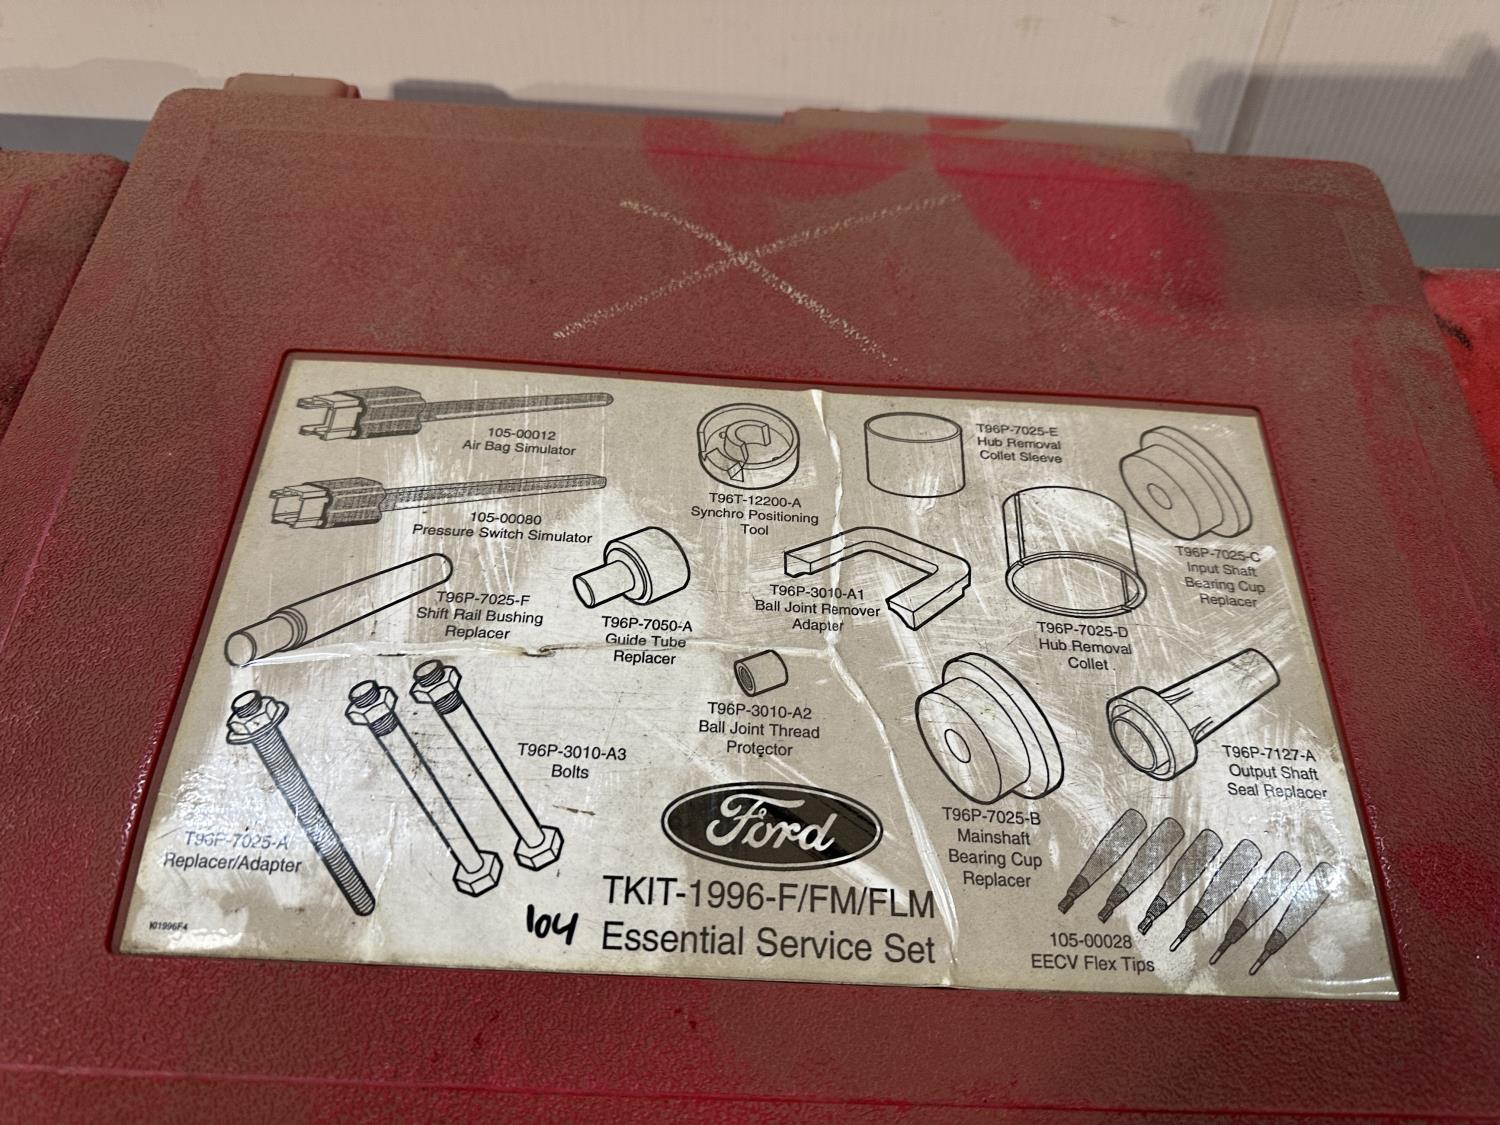 105-00012
Air Bag Simulator
105-00080
Pressure Switch Simulator
T96T-12200-A
Synchro Positioning
Tool
T96P-7025-E
Hub Removal
Collet Sleeve
T96P-7025-C
Input Shaft
Bearing Cup
Replacer
T96P-7025-F
Shift Rail Bushing
Replacer
T96P-7050-A
Guide Tube
Replacer
T96P-3010-A1
Ball Joint Remover
Adapter
T96P-7025-D
Hub Removal
Collet
T96P-3010-A3
Bolts
T96P-3010-A2
Ball Joint Thread
Protector
T96P-7127-A
Output Shaft
Seal Replacer
T96P-7025-A
Replacer/Adapter
T96P-7025-B
Mainshaft
Bearing Cup
Replacer
Ford
TKIT-1996-F/FM/FLM
104
Essential Service Set
105-00028
EECV Flex Tips